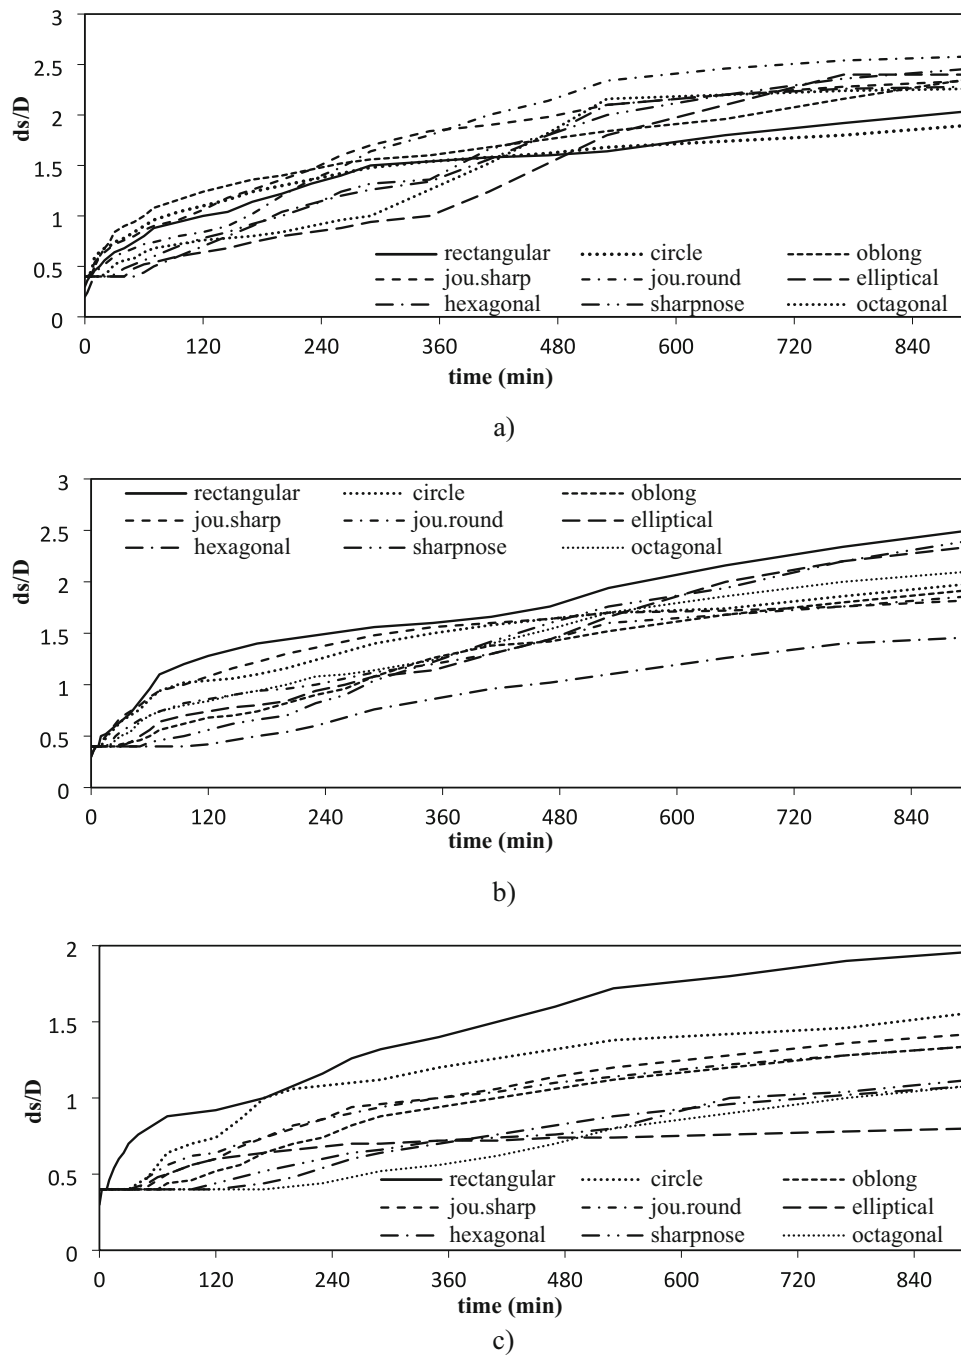 3
2.5
2
1.5
1
0.5
0
ds/D
rectangular circle oblong
jou.sharp jou.round elliptical
hexagonal sharpnose octagonal
0 120 240 360 480 600 720 840
time (min)
a)
3
2.5
2
1.5
1
0.5
0
ds/D
rectangular circle oblong
jou.sharp jou.round elliptical
hexagonal sharpnose octagonal
0 120 240 360 480 600 720 840
time (min)
b)
2
1.5
1
0.5
0
ds/D
rectangular circle oblong
jou.sharp jou.round elliptical
hexagonal sharpnose octagonal
0 120 240 360 480 600 720 840
time (min)
c)